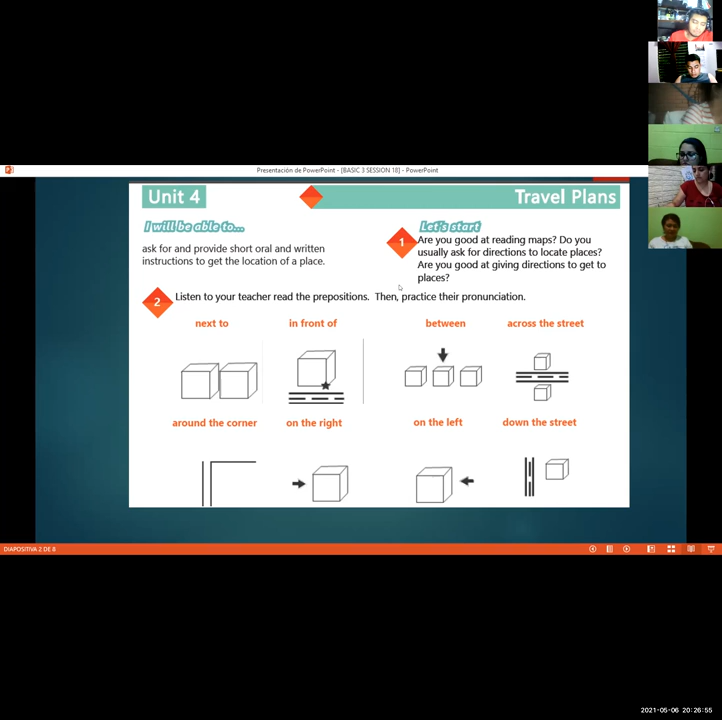 Presentación de PowerPoint - [BASIC 3 SESSION 18] - PowerPoint
Unit 4
Travel Plans
I will be able to...
ask for and provide short oral and written
instructions to get the location of a place.
Let's start
1
Are you good at reading maps? Do you
usually ask for directions to locate places?
Are you good at giving directions to get to
places?
2
Listen to your teacher read the prepositions. Then, practice their pronunciation.
next to
in front of
between
across the street
around the corner
on the right
on the left
down the street
DIAPOSITIVA 2 DE 8
2021-05-06 20:26:55